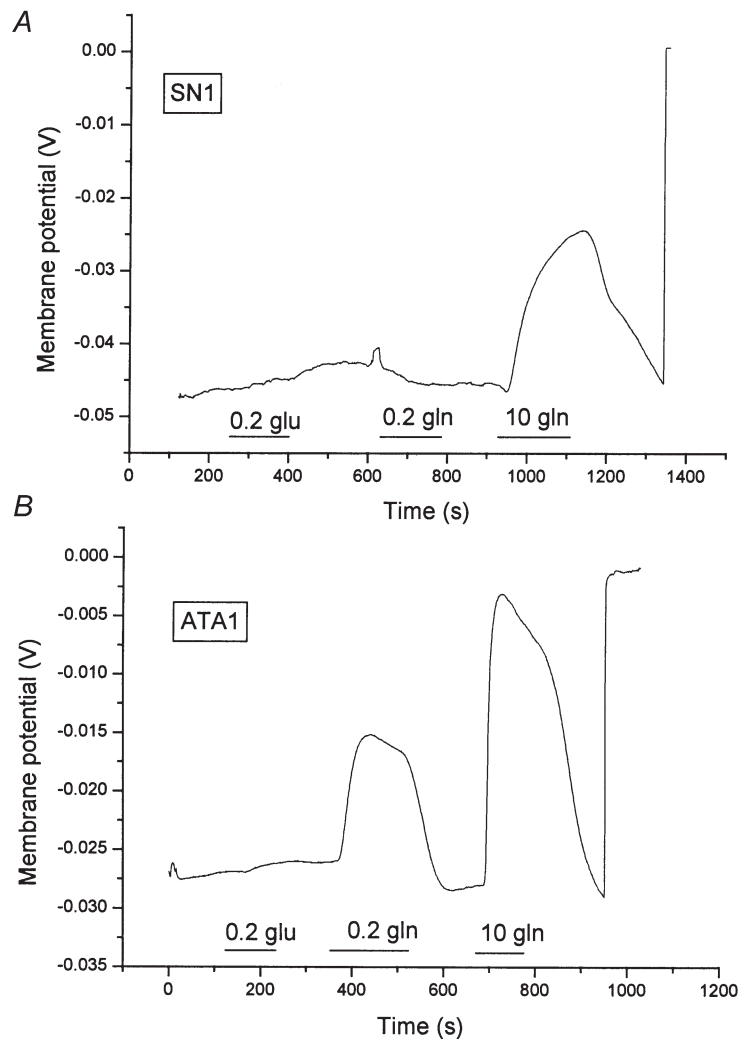 A
SN1
Membrane potential (V)
0.00
-0.01
-0.02
-0.03
-0.04
-0.05
0.2 glu
0.2 gln
10 gln
0 200 400 600 800 1000 1200 1400
Time (s)
B
ATA1
Membrane potential (V)
0.000
-0.005
-0.010
-0.015
-0.020
-0.025
-0.030
-0.035
0.2 glu
0.2 gln
10 gln
0 200 400 600 800 1000 1200
Time (s)